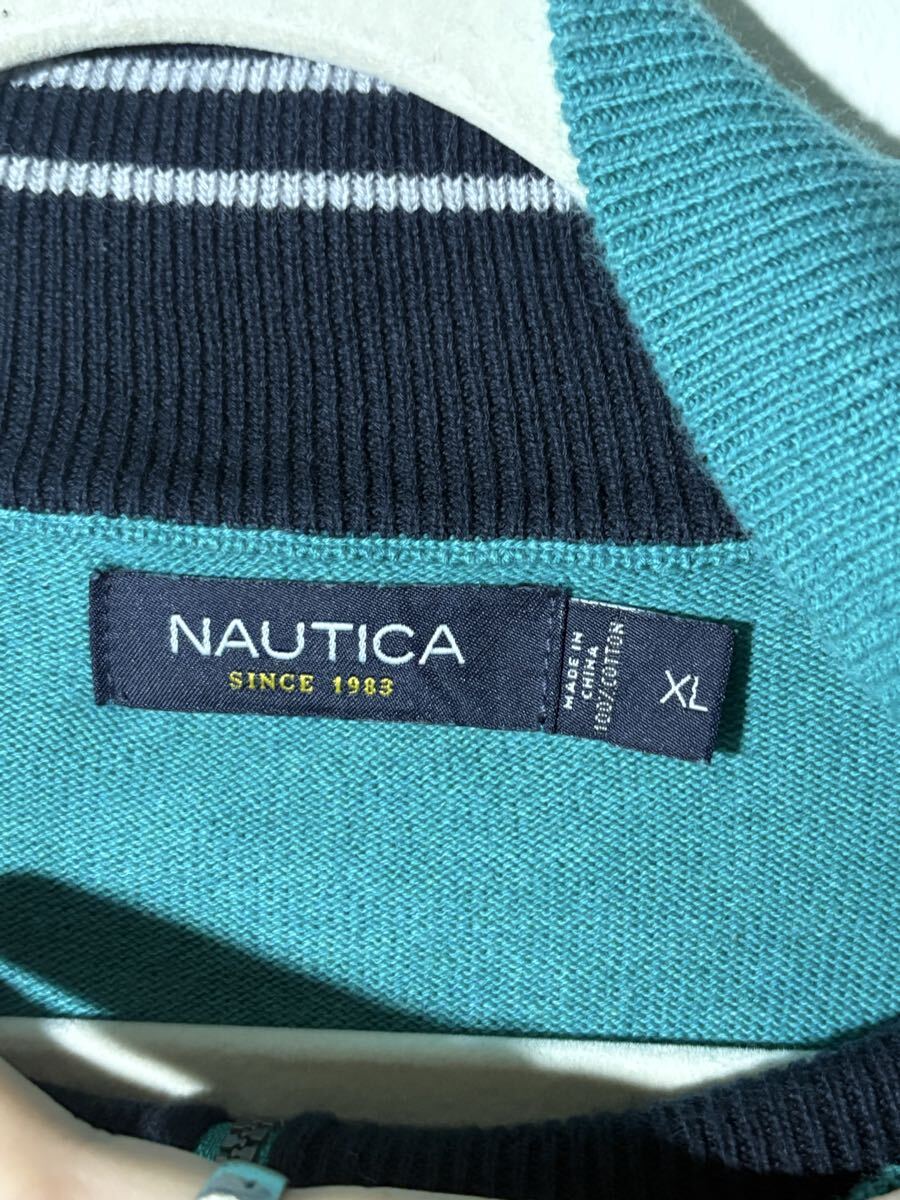 NAUTICA
SINCE 1983
MADE IN
CHINA
100%COTTON
XL